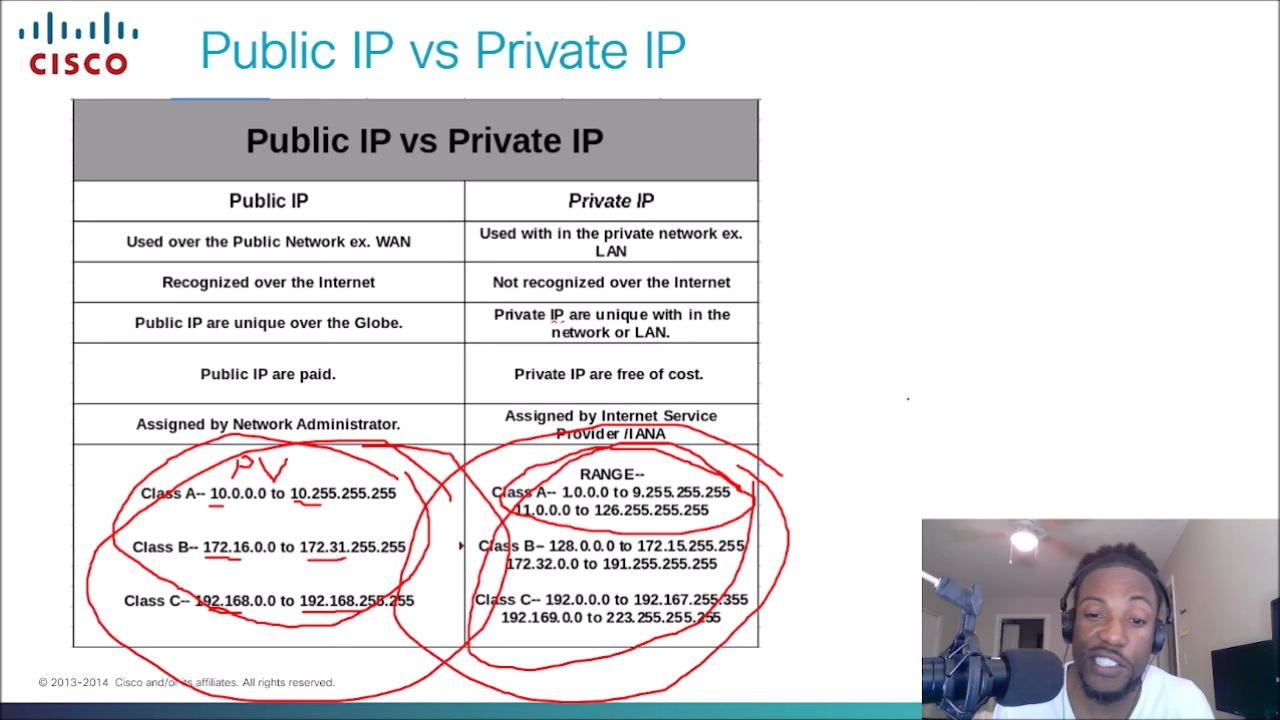 CISCO
Public IP vs Private IP
Public IP vs Private IP
Public IP
Private IP
Used over the Public Network ex. WAN
Used with in the private network ex.
LAN
Recognized over the Internet
Not recognized over the Internet
Public IP are unique over the Globe.
Private IP are unique with in the
network or LAN.
Public IP are paid.
Private IP are free of cost.
Assigned by Network Administrator.
Assigned by Internet Service
Provider /IANA
PV
Class A-- 10.0.0.0 to 10.255.255.255
Class B-- 172.16.0.0 to 172.31.255.255
Class C-- 192.168.0.0 to 192.168.255.255
RANGE--
Class A-- 1.0.0.0 to 9.255.255.255
11.0.0.0 to 126.255.255.255
Class B– 128.0.0.0 to 172.15.255.255
172.32.0.0 to 191.255.255.255
Class C-- 192.0.0.0 to 192.167.255.355
192.169.0.0 to 223.255.255.255
© 2013-2014 Cisco and/or its affiliates. All rights reserved.